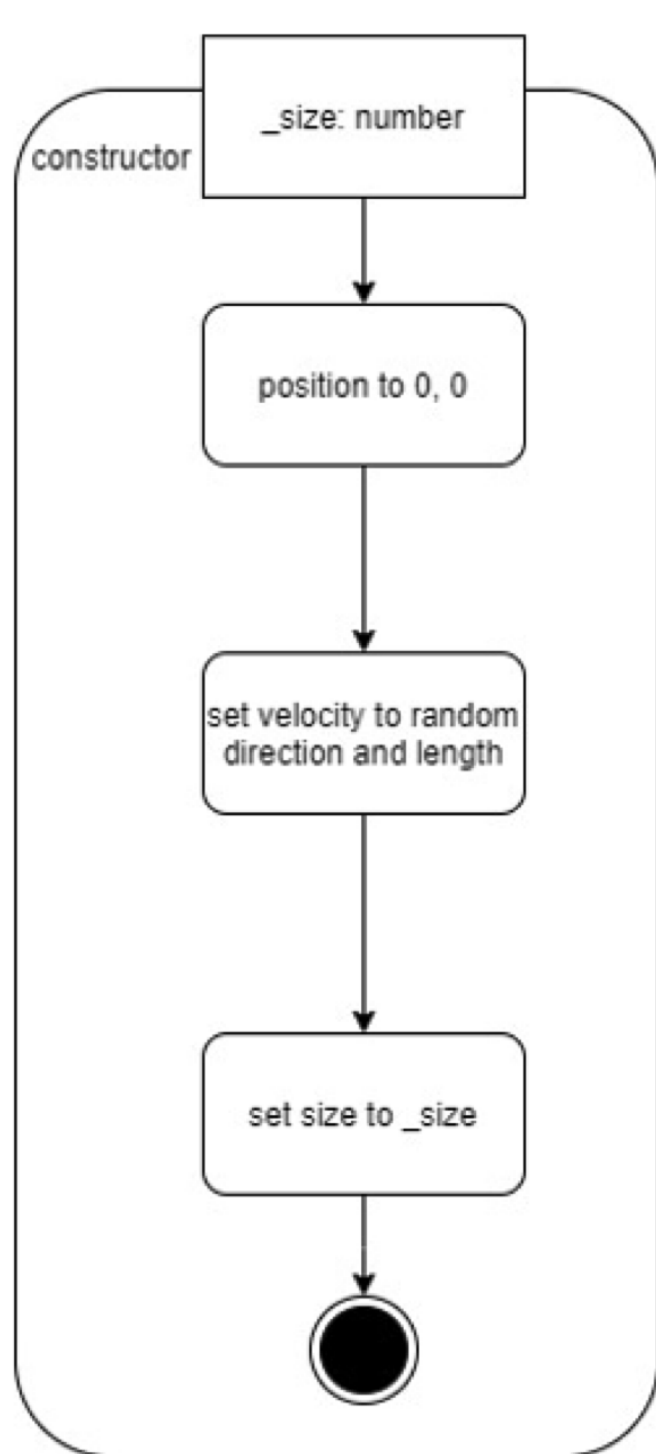 _size: number
constructor
position to 0, 0
set velocity to random
direction and length
set size to _size